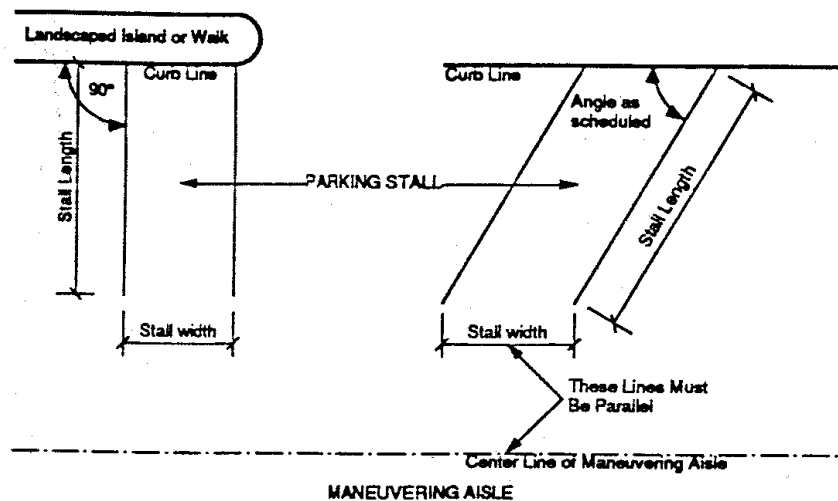 Landscaped Island or Walk
Curb Line
Curb Line
90°
Angle as
scheduled
Stall Length
PARKING STALL
Stall Length
Stall width
Stall width
These Lines Must
Be Parallel
Center Line of Maneuvering Aisle
MANEUVERING AISLE